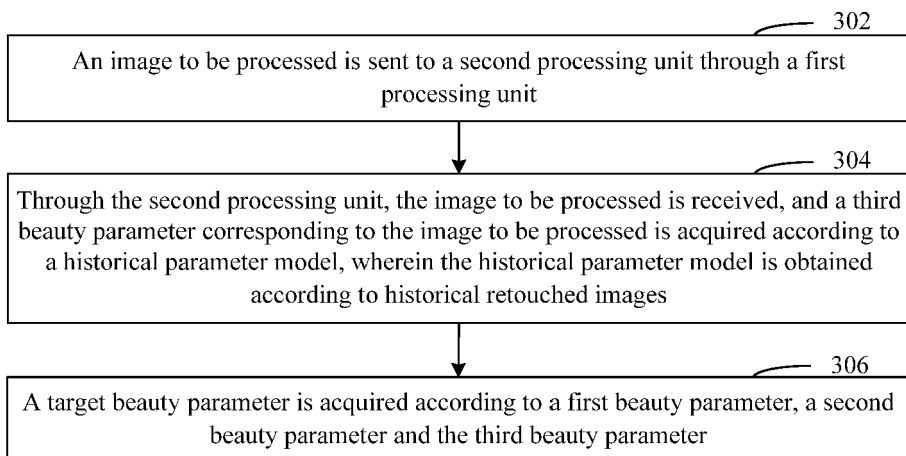 302
An image to be processed is sent to a second processing unit through a first
processing unit
304
Through the second processing unit, the image to be processed is received, and a third
beauty parameter corresponding to the image to be processed is acquired according to
a historical parameter model, wherein the historical parameter model is obtained
according to historical retouched images
306
A target beauty parameter is acquired according to a first beauty parameter, a second
beauty parameter and the third beauty parameter